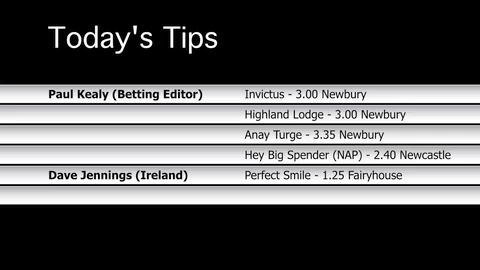 Today's Tips
Paul Kealy (Betting Editor) Invictus - 3.00 Newbury
Highland Lodge - 3.00 Newbury
Anay Turge - 3.35 Newbury
Hey Big Spender (NAP) - 2.40 Newcastle
Dave Jennings (Ireland) Perfect Smile - 1.25 Fairyhouse